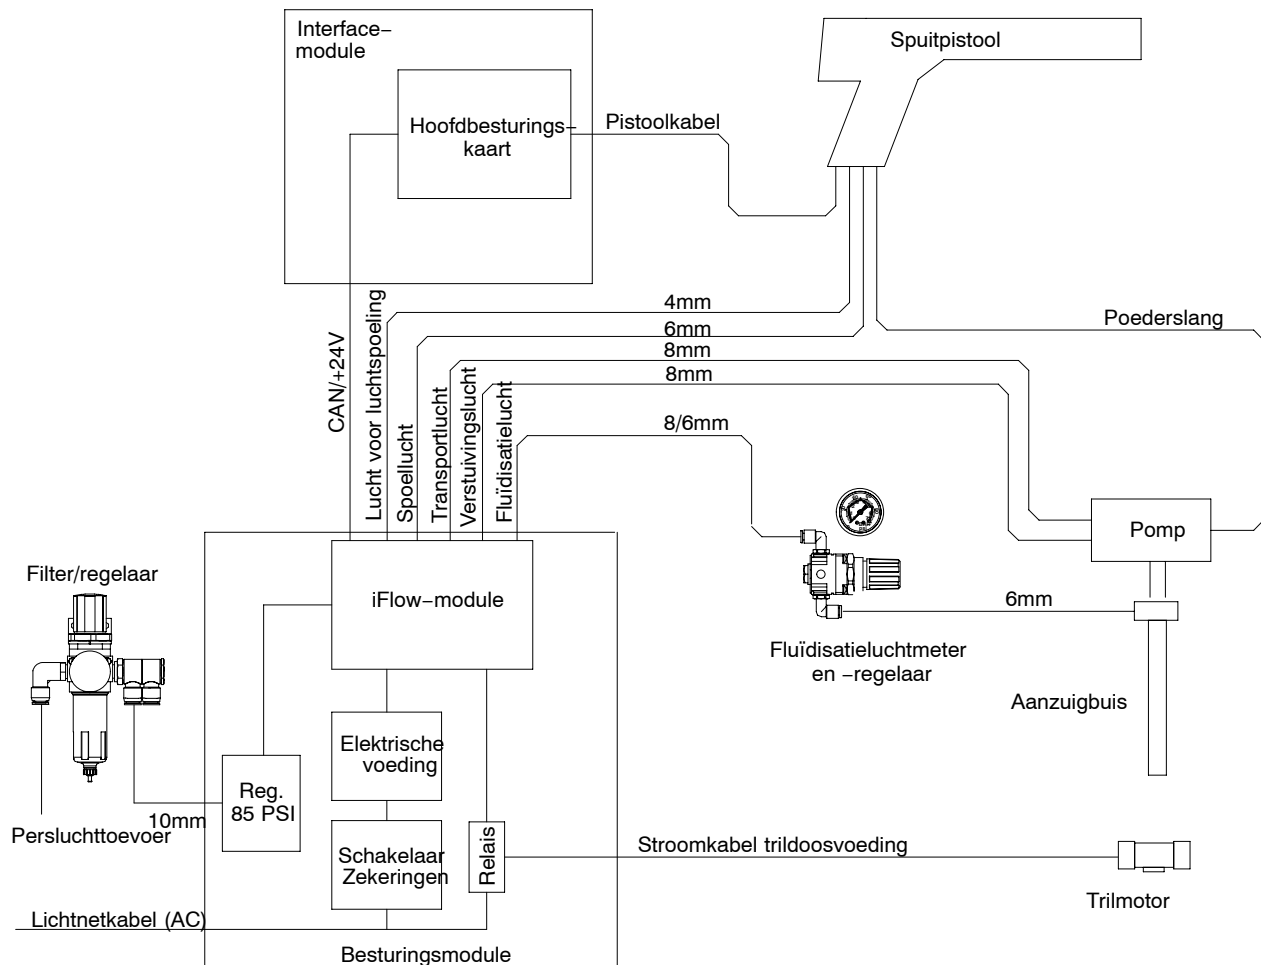 Interface-
module
Spuitpistool
Hoofdbesturings-
kaart
Pistoolkabel
CAN/+24V
Lucht voor luchtspoeling
Spoellucht
Transportlucht
Verstuivingslucht
Fluïdisatielucht
4mm
6mm
8mm
8mm
8/6mm
Poederslang
Pomp
Filter/regelaar
iFlow-module
6mm
Fluïdisatieluchtmeter
en -regelaar
Aanzuigbuis
Elektrische
voeding
Reg.
85 PSI
10mm
Persluchttoevoer
Schakelaar
Zekeringen
Relais
Stroomkabel trildoosvoeding
Trilmotor
Lichtnetkabel (AC)
Besturingsmodule